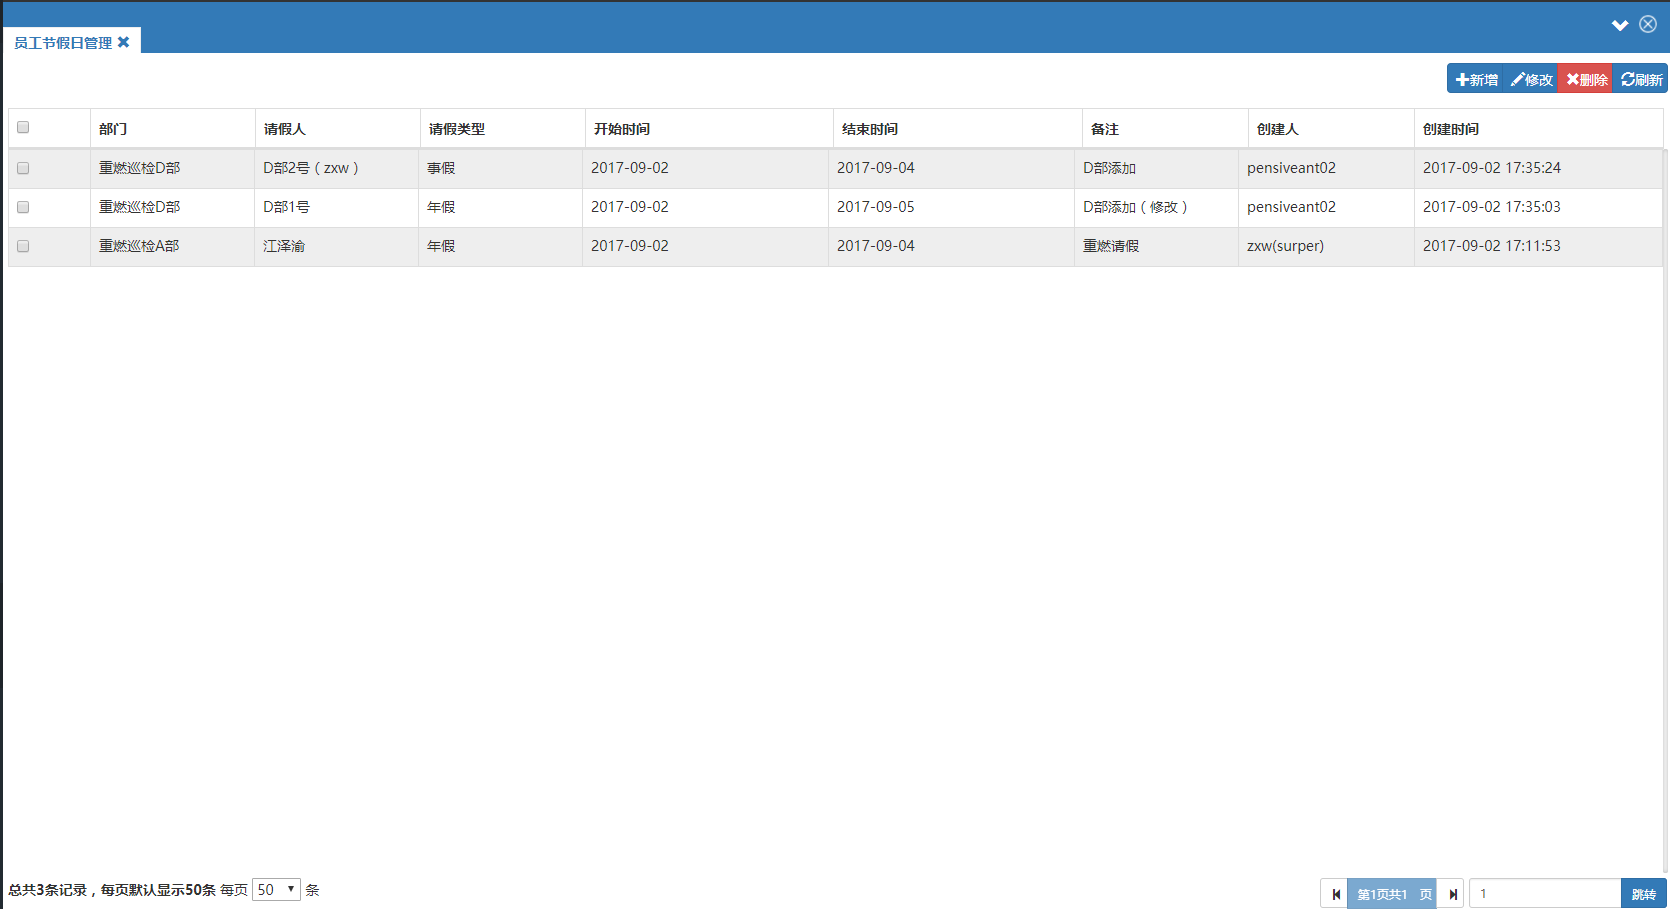 员工节假日管理
新增 修改 删除 刷新
部门 请假人 请假类型 开始时间 结束时间 备注 创建人 创建时间
重燃巡检D部 D部2号（zxw） 事假 2017-09-02 2017-09-04 D部添加 pensiveant02 2017-09-02 17:35:24
重燃巡检D部 D部1号 年假 2017-09-02 2017-09-05 D部添加（修改） pensiveant02 2017-09-02 17:35:03
重燃巡检A部 江泽渝 年假 2017-09-02 2017-09-04 重燃请假 zxw(surper) 2017-09-02 17:11:53
总共3条记录，每页默认显示50条 每页 50 条 第1页共1 页 1 跳转